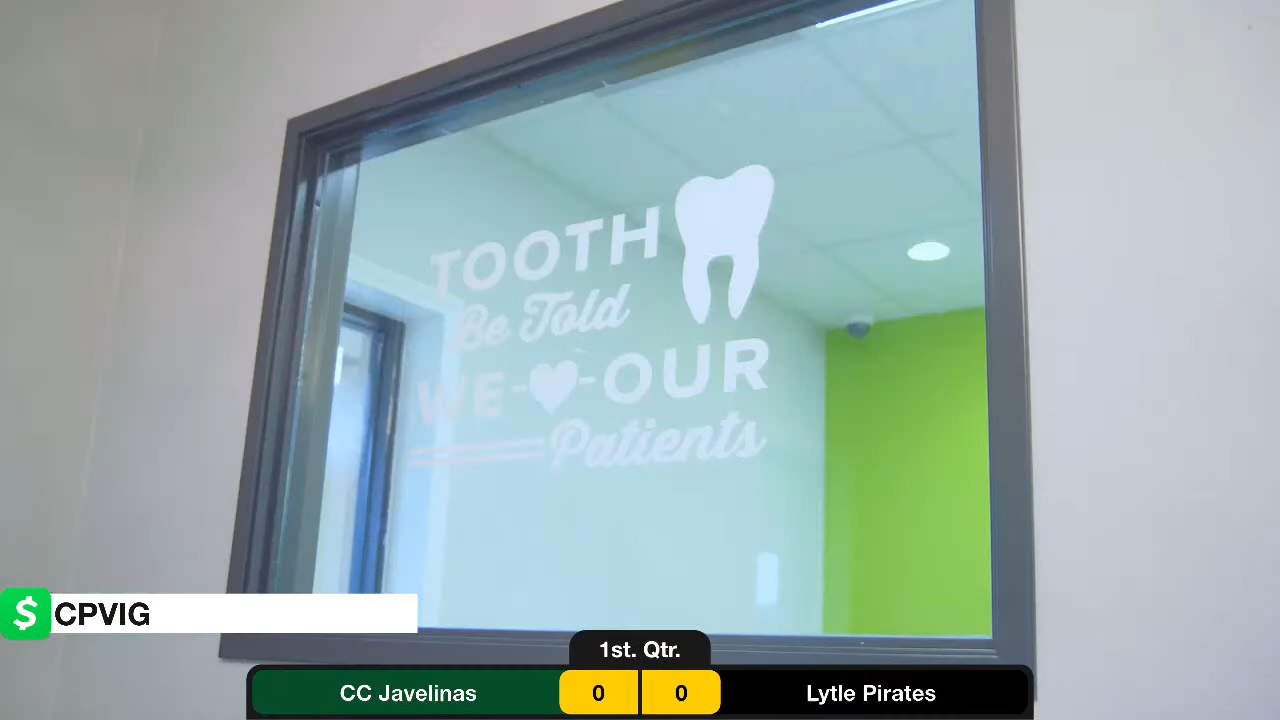 TOOTH
Be Told
WE - OUR
Patients
$ CPVIG
1st. Qtr.
CC Javelinas 0 0 Lytle Pirates